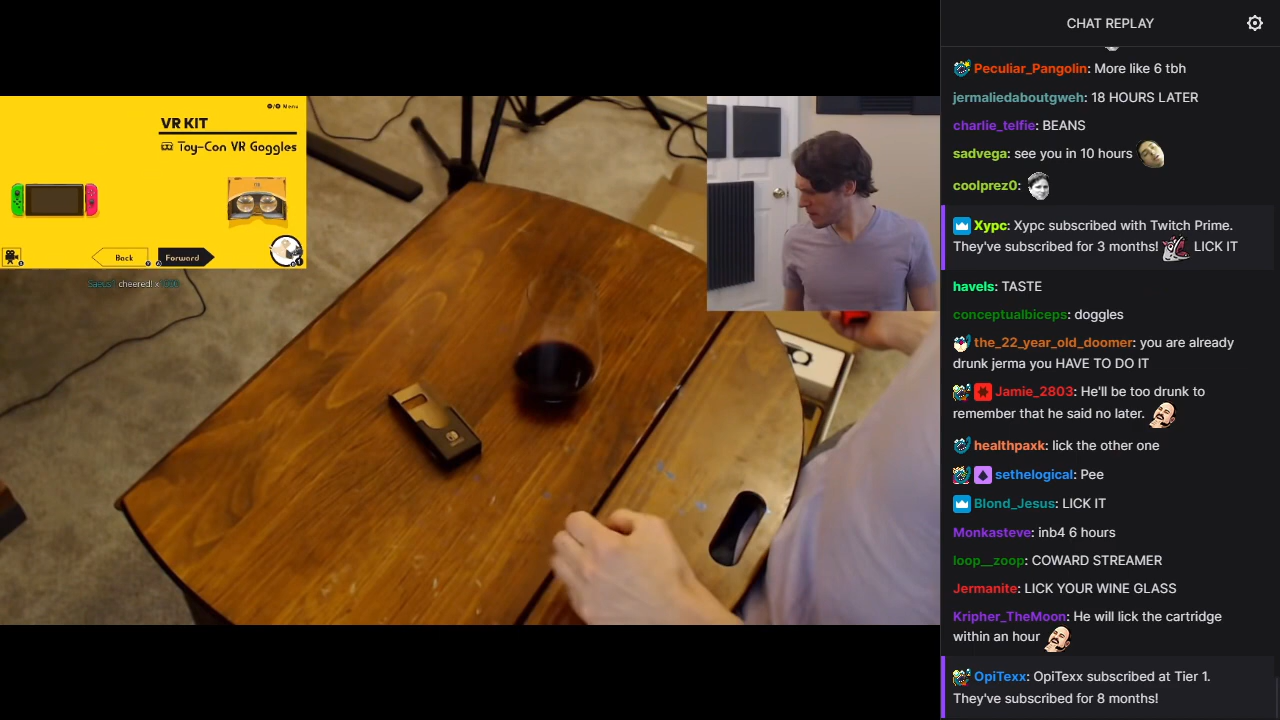 Menu
VR KIT
Toy-Con VR Goggles
Back
Forward
cheered! x
CHAT REPLAY
Peculiar_Pangolin: More like 6 tbh
jermaliedaboutgweh: 18 HOURS LATER
charlie_telfie: BEANS
sadvega: see you in 10 hours
coolprez0:
Xypc: Xypc subscribed with Twitch Prime.
They've subscribed for 3 months! LICK IT
havels: TASTE
conceptualbiceps: doggles
the_22_year_old_doomer: you are already
drunk jerma you HAVE TO DO IT
Jamie_2803: He'll be too drunk to
remember that he said no later.
healthpaxk: lick the other one
sethelogical: Pee
Blond_Jesus: LICK IT
Monkasteve: inb4 6 hours
loop__zoop: COWARD STREAMER
Jermanite: LICK YOUR WINE GLASS
Kripher_TheMoon: He will lick the cartridge
within an hour
OpiTexx: OpiTexx subscribed at Tier 1.
They've subscribed for 8 months!